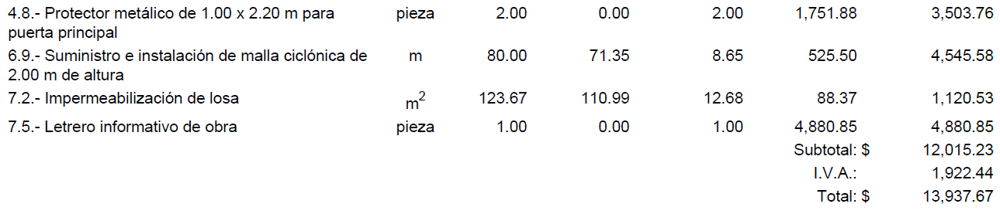 4.8.- Protector metálico de 1.00 x 2.20 m para pieza 2.00 0.00 2.00 1,751.88 3,503.76
puerta principal
6.9.- Suministro e instalación de malla ciclónica de m 80.00 71.35 8.65 525.50 4,545.58
2.00 m de altura
7.2.- Impermeabilización de losa m² 123.67 110.99 12.68 88.37 1,120.53
7.5.- Letrero informativo de obra pieza 1.00 0.00 1.00 4,880.85 4,880.85
Subtotal: $ 12,015.23
I.V.A.: 1,922.44
Total: $ 13,937.67